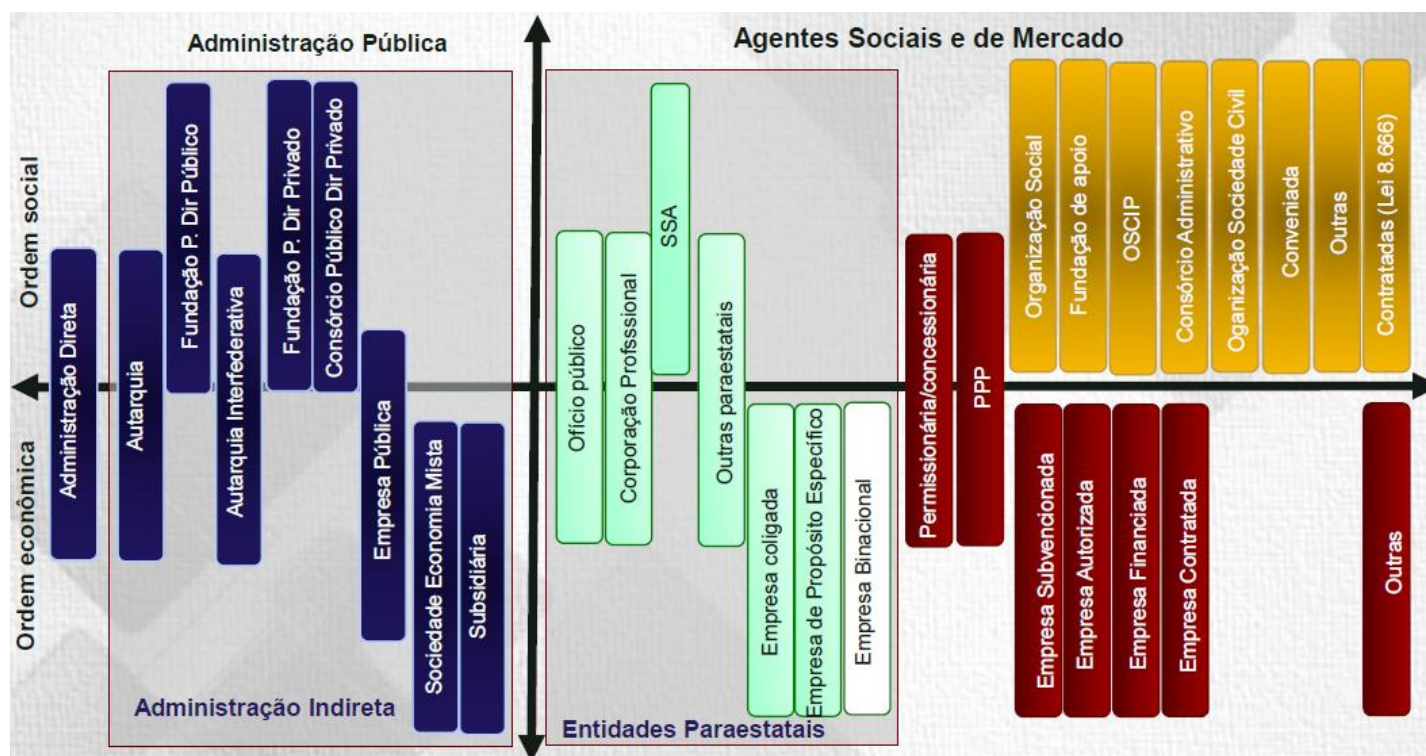 Administração Pública
Agentes Sociais e de Mercado
Ordem social
Ordem econômica
Administração Direta
Autarquia
Fundação P. Dir Público
Autarquia Interfederativa
Fundação P. Dir Privado
Consórcio Público Dir Privado
Empresa Pública
Sociedade Economia Mista
Subsidiária
Administração Indireta
Ofício público
Corporação Profsssional
SSA
Outras paraestatais
Empresa coligada
Empresa de Propósito Específico
Empresa Binacional
Entidades Paraestatais
Permissionária/concessionária
PPP
Organização Social
Fundação de apoio
OSCIP
Consórcio Administrativo
Oganização Sociedade Civil
Conveniada
Outras
Contratadas (Lei 8.666)
Empresa Subvencionada
Empresa Autorizada
Empresa Financiada
Empresa Contratada
Outras